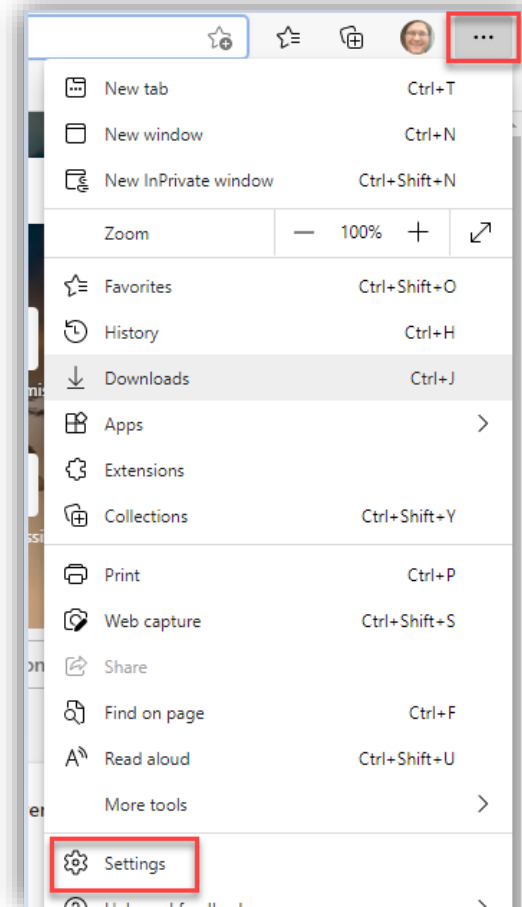 ...
New tab Ctrl+T
New window Ctrl+N
New InPrivate window Ctrl+Shift+N
Zoom — 100% +
Favorites Ctrl+Shift+O
History Ctrl+H
Downloads Ctrl+J
Apps
Extensions
Collections Ctrl+Shift+Y
Print Ctrl+P
Web capture Ctrl+Shift+S
Share
Find on page Ctrl+F
Read aloud Ctrl+Shift+U
More tools
Settings